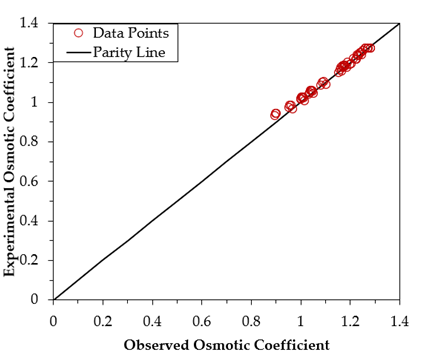 1.4
Data Points
Parity Line
1.2
1
0.8
0.6
0.4
0.2
0
Experimental Osmotic Coefficient
0 0.2 0.4 0.6 0.8 1 1.2 1.4
Observed Osmotic Coefficient